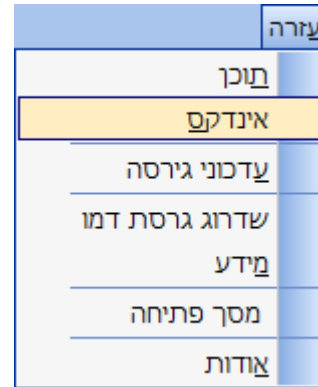 עזרה
תוכן
אינדקס
עדכוני גירסה
שדרוג גרסת דמו
מידע
מסך פתיחה
אודות